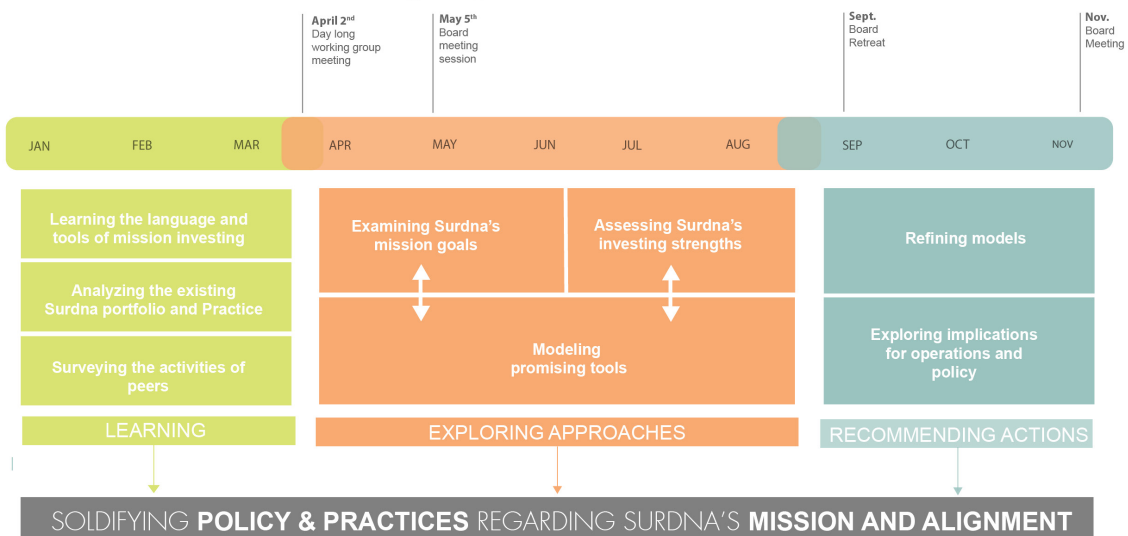 April 2nd
Day long
working group
meeting
May 5th
Board
meeting
session
Sept.
Board
Retreat
Nov.
Board
Meeting
JAN FEB MAR APR MAY JUN JUL AUG SEP OCT NOV
Learning the language and
tools of mission investing
Analyzing the existing
Surdna portfolio and Practice
Surveying the activities of
peers
Examining Surdna's
mission goals
Assessing Surdna's
investing strengths
Modeling
promising tools
Refining models
Exploring implications
for operations and
policy
LEARNING
EXPLORING APPROACHES
RECOMMENDING ACTIONS
SOLDIFYING POLICY & PRACTICES REGARDING SURDNA'S MISSION AND ALIGNMENT